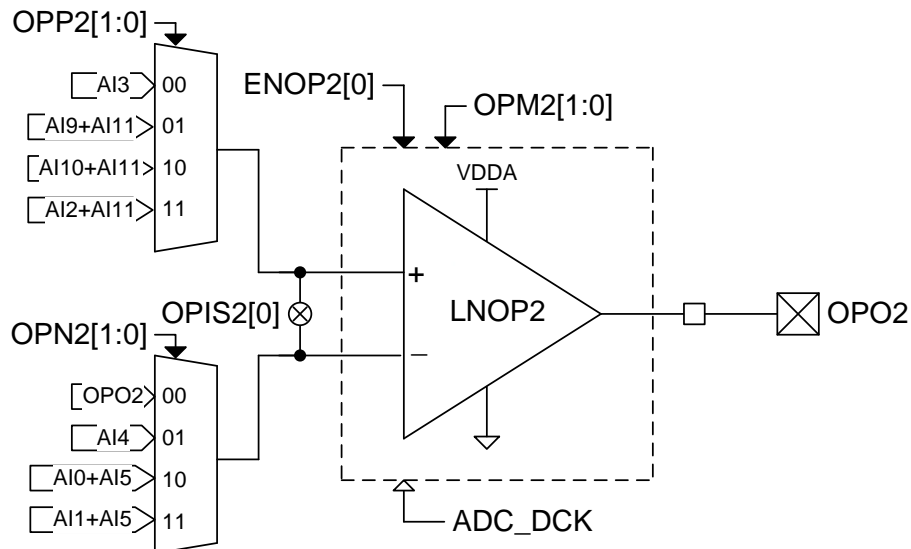 OPP2[1:0]
AI3 00
AI9+AI11 01
AI10+AI11 10
AI2+AI11 11
ENOP2[0]
OPM2[1:0]
VDDA
+
LNOP2
−
OPO2
OPIS2[0]
OPN2[1:0]
OPO2 00
AI4 01
AI0+AI5 10
AI1+AI5 11
ADC_DCK